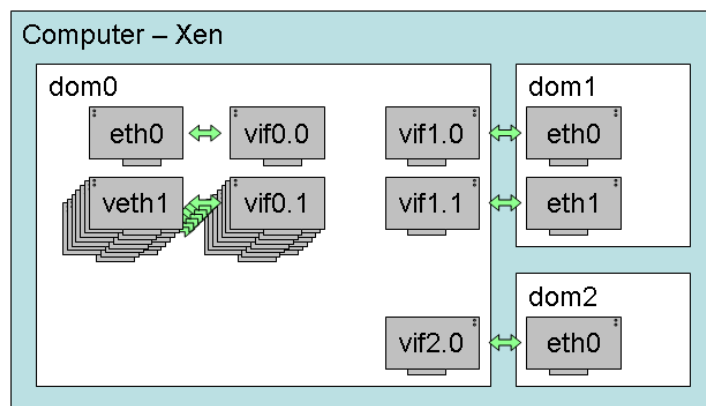 Computer – Xen
dom0
dom1
eth0
vif0.0
vif1.0
eth0
veth1
vif0.1
vif1.1
eth1
dom2
vif2.0
eth0